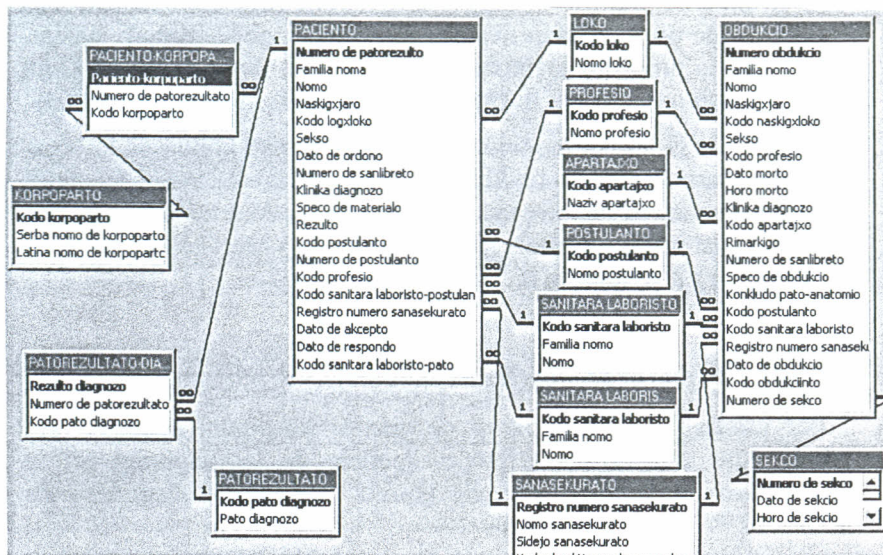 PACIENTO-KORPOPA...
Paciento korpoparto
Numero de patorezultato
Kodo korpoparto
KORPOPARTO
Kodo korpoparto
Serba nomo de korpoparto
Latina nomo de korpopartc
PATOREZULTATO-DIA...
Rezulto diagnozo
Numero de patorezultato
Kodo pato diagnozo
PATOREZULTATO
Kodo pato diagnozo
Pato diagnozo
PACIENTO
Numero de patorezulto
Familia noma
Nomo
Naskigxjaro
Kodo logxloko
Sekso
Dato de ordono
Numero de sanlibreto
Klinika diagnozo
Speco de materialo
Rezulto
Kodo postulanto
Numero de postulanto
Kodo profesio
Kodo sanitara laboristo-postulan
Registro numero sanasekurato
Dato de akcepto
Dato de respondo
Kodo sanitara laboristo-pato
LOKO
Kodo loko
Nomo loko
PROFESIO
Kodo profesio
Nomo profesio
APARTAJXO
Kodo apartajxo
Naziv apartajxo
POSTULANTO
Kodo postulanto
Nomo postulanto
SANITARA LABORISTO
Kodo sanitara laboristo
Familia nomo
Nomo
SANITARA LABORIS...
Kodo sanitara laboristo
Familia nomo
Nomo
SANASEKURATO
Registro numero sanasekurato
Nomo sanasekurato
Sidejo sanasekurato
OBDUKCIO
Numero obdukcio
Familia nomo
Nomo
Naskigxjaro
Kodo naskigxloko
Sekso
Kodo profesio
Dato morto
Horo morto
Klinika diagnozo
Kodo apartajxo
Rimarkigo
Numero de sanlibreto
Speco de obdukcio
Konkludo pato-anatomio
Kodo postulanto
Kodo sanitara laboristo
Registro numero sanaseku
Dato de obdukcio
Kodo obdukciinto
Numero de sekco
SEKCO
Numero de sekco
Dato de sekcio
Horo de sekcio